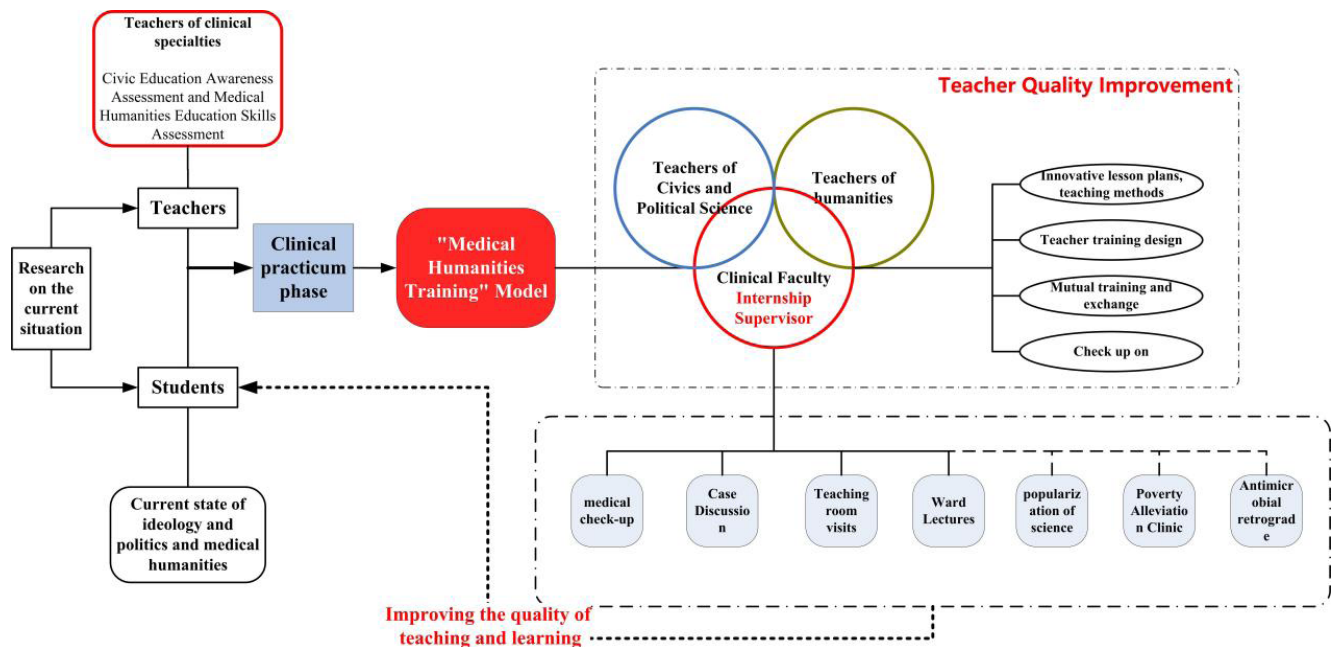 Teachers of clinical
specialties
Civic Education Awareness
Assessment and Medical
Humanities Education Skills
Assessment
Teachers
Research
on the
current
situation
Students
Current state of
ideology and
politics and medical
humanities
Clinical
practicum
phase
"Medical
Humanities
Training" Model
Teacher Quality Improvement
Teachers of
Civics and
Political Science
Teachers of
humanities
Clinical Faculty
Internship
Supervisor
Innovative lesson plans,
teaching methods
Teacher training design
Mutual training and
exchange
Check up on
medical
check-up
Case
Discussio
n
Teaching
room
visits
Ward
Lectures
populariz
ation of
science
Poverty
Alleviatio
n Clinic
Antimicr
obial
retrograd
e
Improving the quality of
teaching and learning